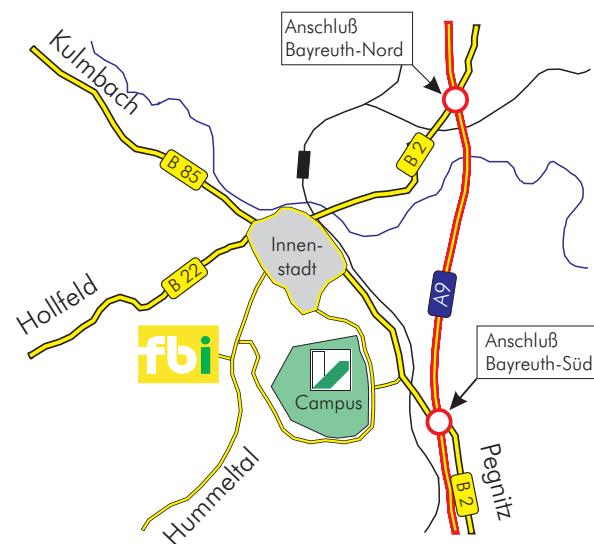 Anschluß
Bayreuth-Nord
Kulmbach
B 2
B 85
Innen-
stadt
B 22
Hollfeld
A9
fbi
Anschluß
Bayreuth-Süd
Campus
Hummeltal
Pegnitz
B 2